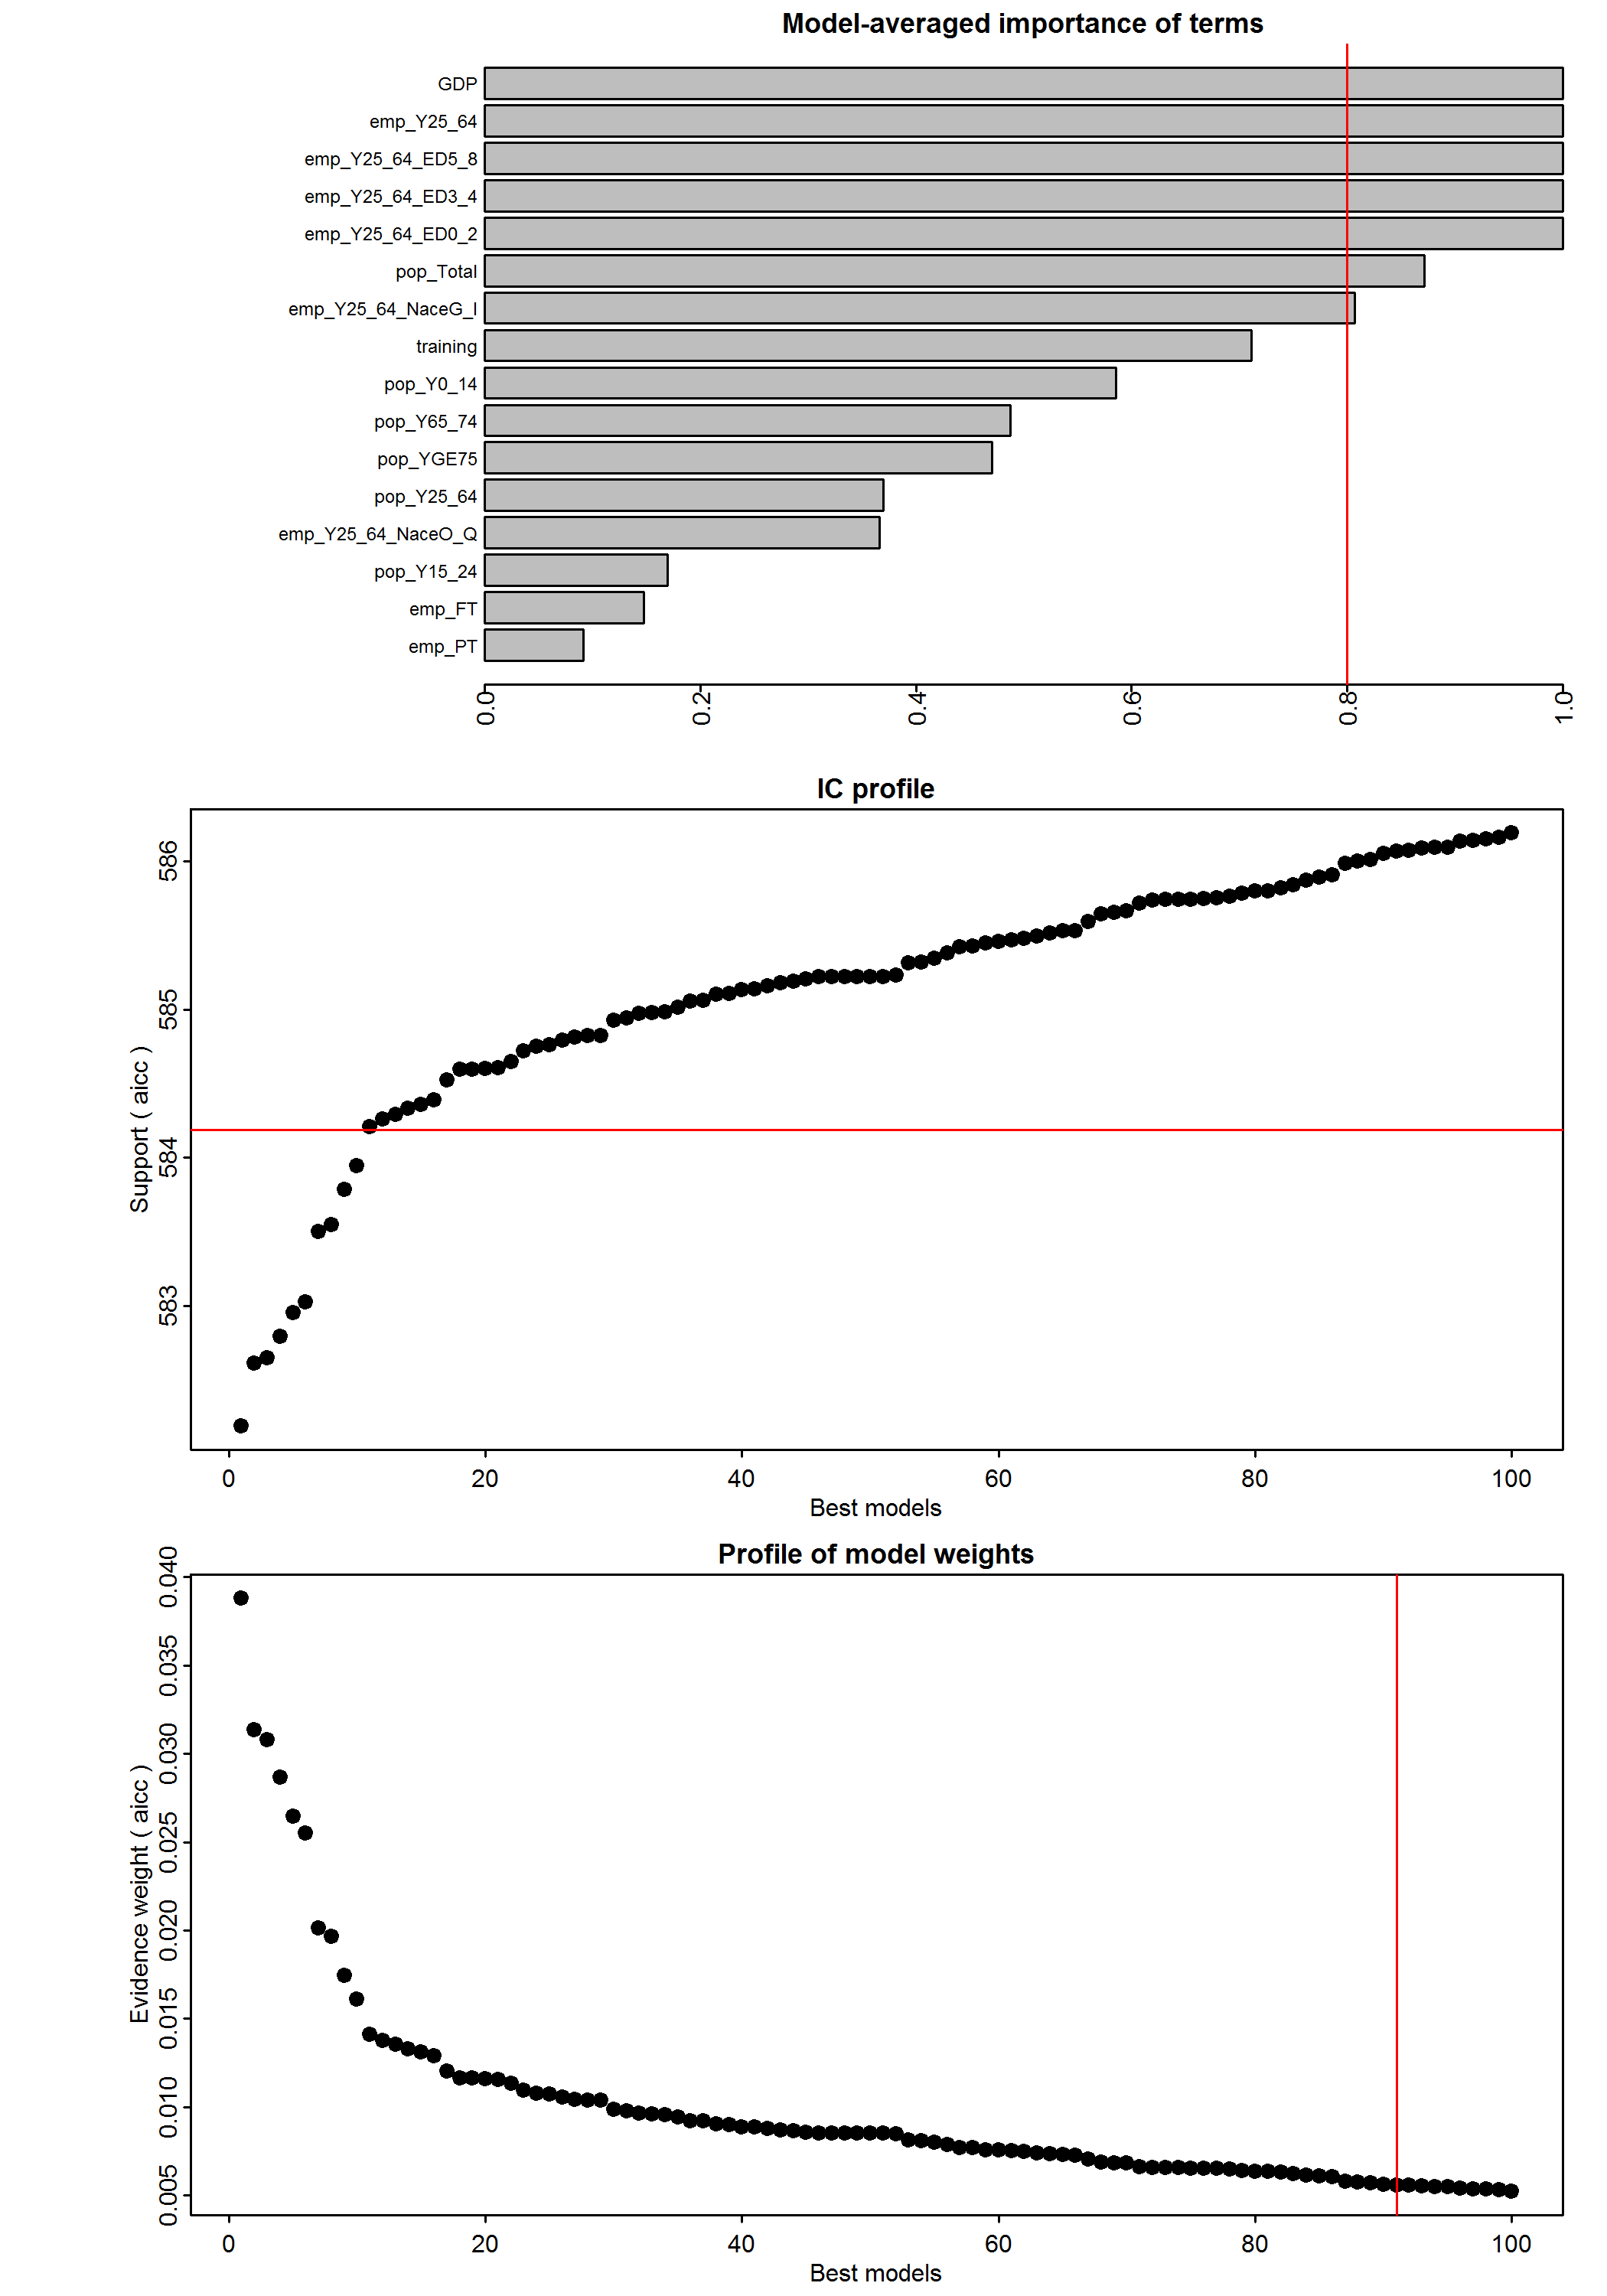 Model-averaged importance of terms
GDP
emp_Y25_64
emp_Y25_64_ED5_8
emp_Y25_64_ED3_4
emp_Y25_64_ED0_2
pop_Total
emp_Y25_64_NaceG_I
training
pop_Y0_14
pop_Y65_74
pop_YGE75
pop_Y25_64
emp_Y25_64_NaceO_Q
pop_Y15_24
emp_FT
emp_PT
0.0 0.2 0.4 0.6 0.8 1.0
IC profile
Support ( aicc )
586
585
584
583
0 20 40 60 80 100
Best models
Profile of model weights
Evidence weight ( aicc )
0.040
0.035
0.030
0.025
0.020
0.015
0.010
0.005
0 20 40 60 80 100
Best models